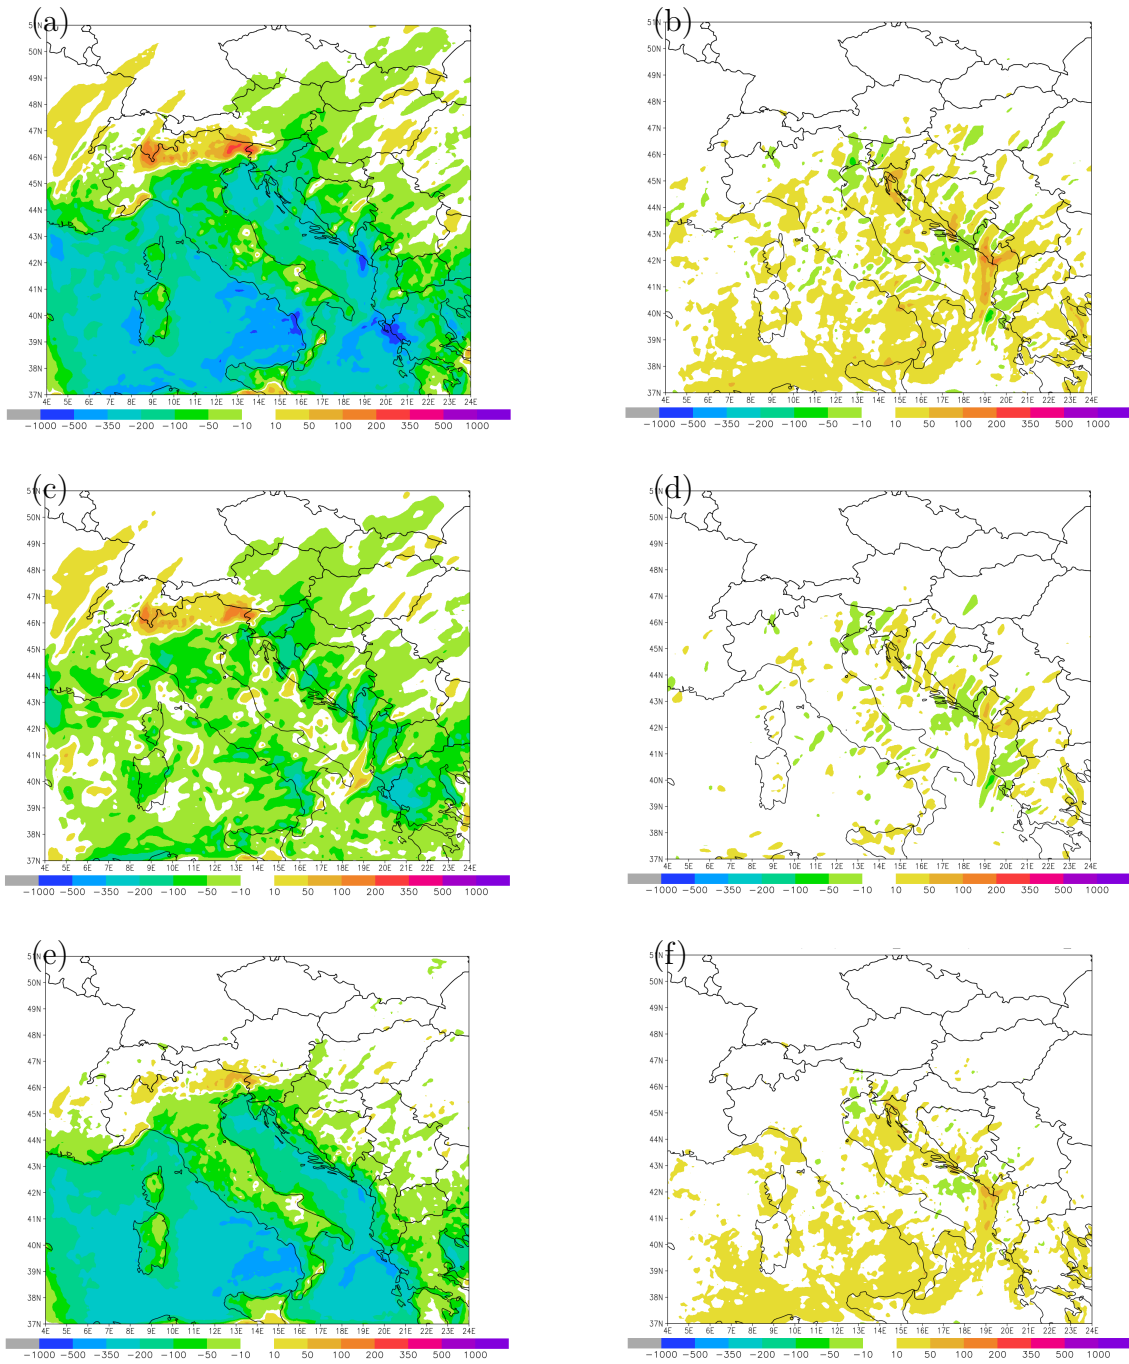 (a)
51N
50N
49N
48N
47N
46N
45N
44N
43N
42N
41N
40N
39N
38N
37N
4E 5E 6E 7E 8E 9E 10E 11E 12E 13E 14E 15E 16E 17E 18E 19E 20E 21E 22E 23E 24E
−1000 −500 −350 −200 −100 −50 −10 10 50 100 200 350 500 1000
(b)
51N
50N
49N
48N
47N
46N
45N
44N
43N
42N
41N
40N
39N
38N
37N
4E 5E 6E 7E 8E 9E 10E 11E 12E 13E 14E 15E 16E 17E 18E 19E 20E 21E 22E 23E 24E
−1000 −500 −350 −200 −100 −50 −10 10 50 100 200 350 500 1000
(c)
51N
50N
49N
48N
47N
46N
45N
44N
43N
42N
41N
40N
39N
38N
37N
4E 5E 6E 7E 8E 9E 10E 11E 12E 13E 14E 15E 16E 17E 18E 19E 20E 21E 22E 23E 24E
−1000 −500 −350 −200 −100 −50 −10 10 50 100 200 350 500 1000
(d)
51N
50N
49N
48N
47N
46N
45N
44N
43N
42N
41N
40N
39N
38N
37N
4E 5E 6E 7E 8E 9E 10E 11E 12E 13E 14E 15E 16E 17E 18E 19E 20E 21E 22E 23E 24E
−1000 −500 −350 −200 −100 −50 −10 10 50 100 200 350 500 1000
(e)
51N
50N
49N
48N
47N
46N
45N
44N
43N
42N
41N
40N
39N
38N
37N
4E 5E 6E 7E 8E 9E 10E 11E 12E 13E 14E 15E 16E 17E 18E 19E 20E 21E 22E 23E 24E
−1000 −500 −350 −200 −100 −50 −10 10 50 100 200 350 500 1000
(f)
51N
50N
49N
48N
47N
46N
45N
44N
43N
42N
41N
40N
39N
38N
37N
4E 5E 6E 7E 8E 9E 10E 11E 12E 13E 14E 15E 16E 17E 18E 19E 20E 21E 22E 23E 24E
−1000 −500 −350 −200 −100 −50 −10 10 50 100 200 350 500 1000